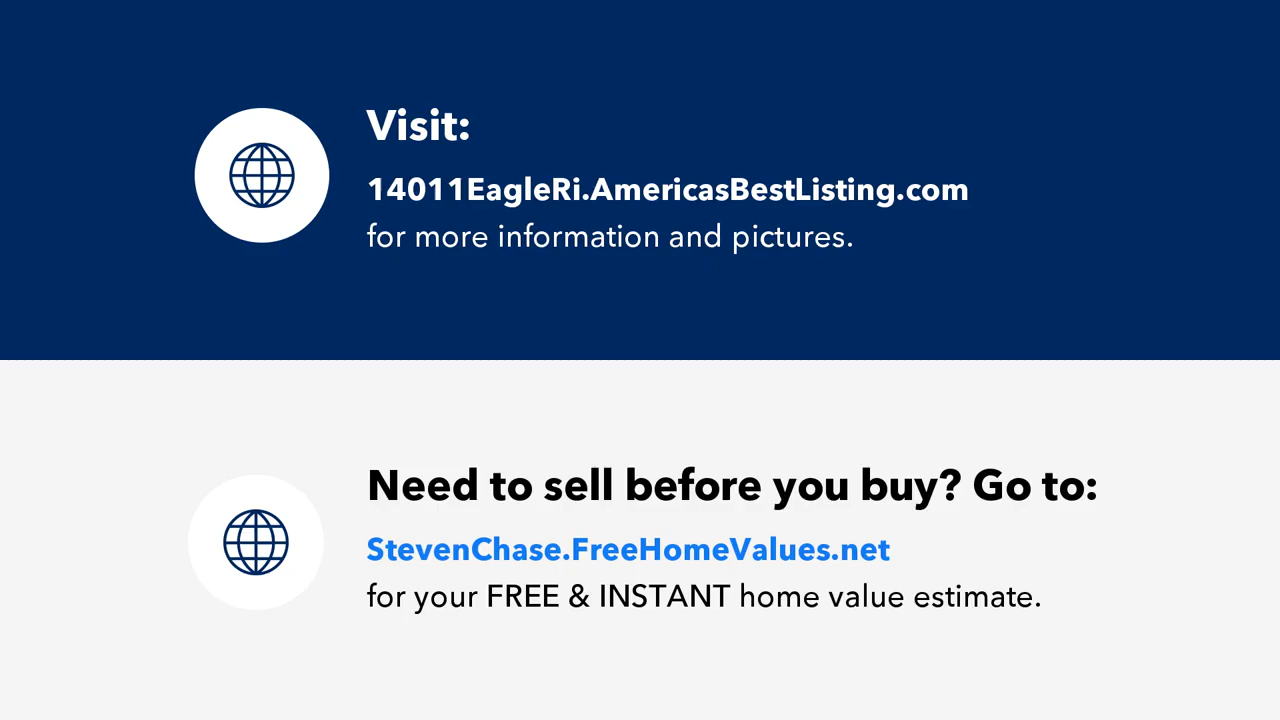 Visit:
14011EagleRi.AmericasBestListing.com
for more information and pictures.
Need to sell before you buy? Go to:
StevenChase.FreeHomeValues.net
for your FREE & INSTANT home value estimate.